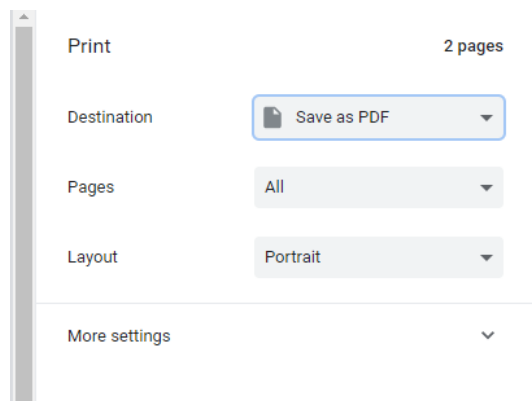 Print 2 pages
Destination Save as PDF
Pages All
Layout Portrait
More settings